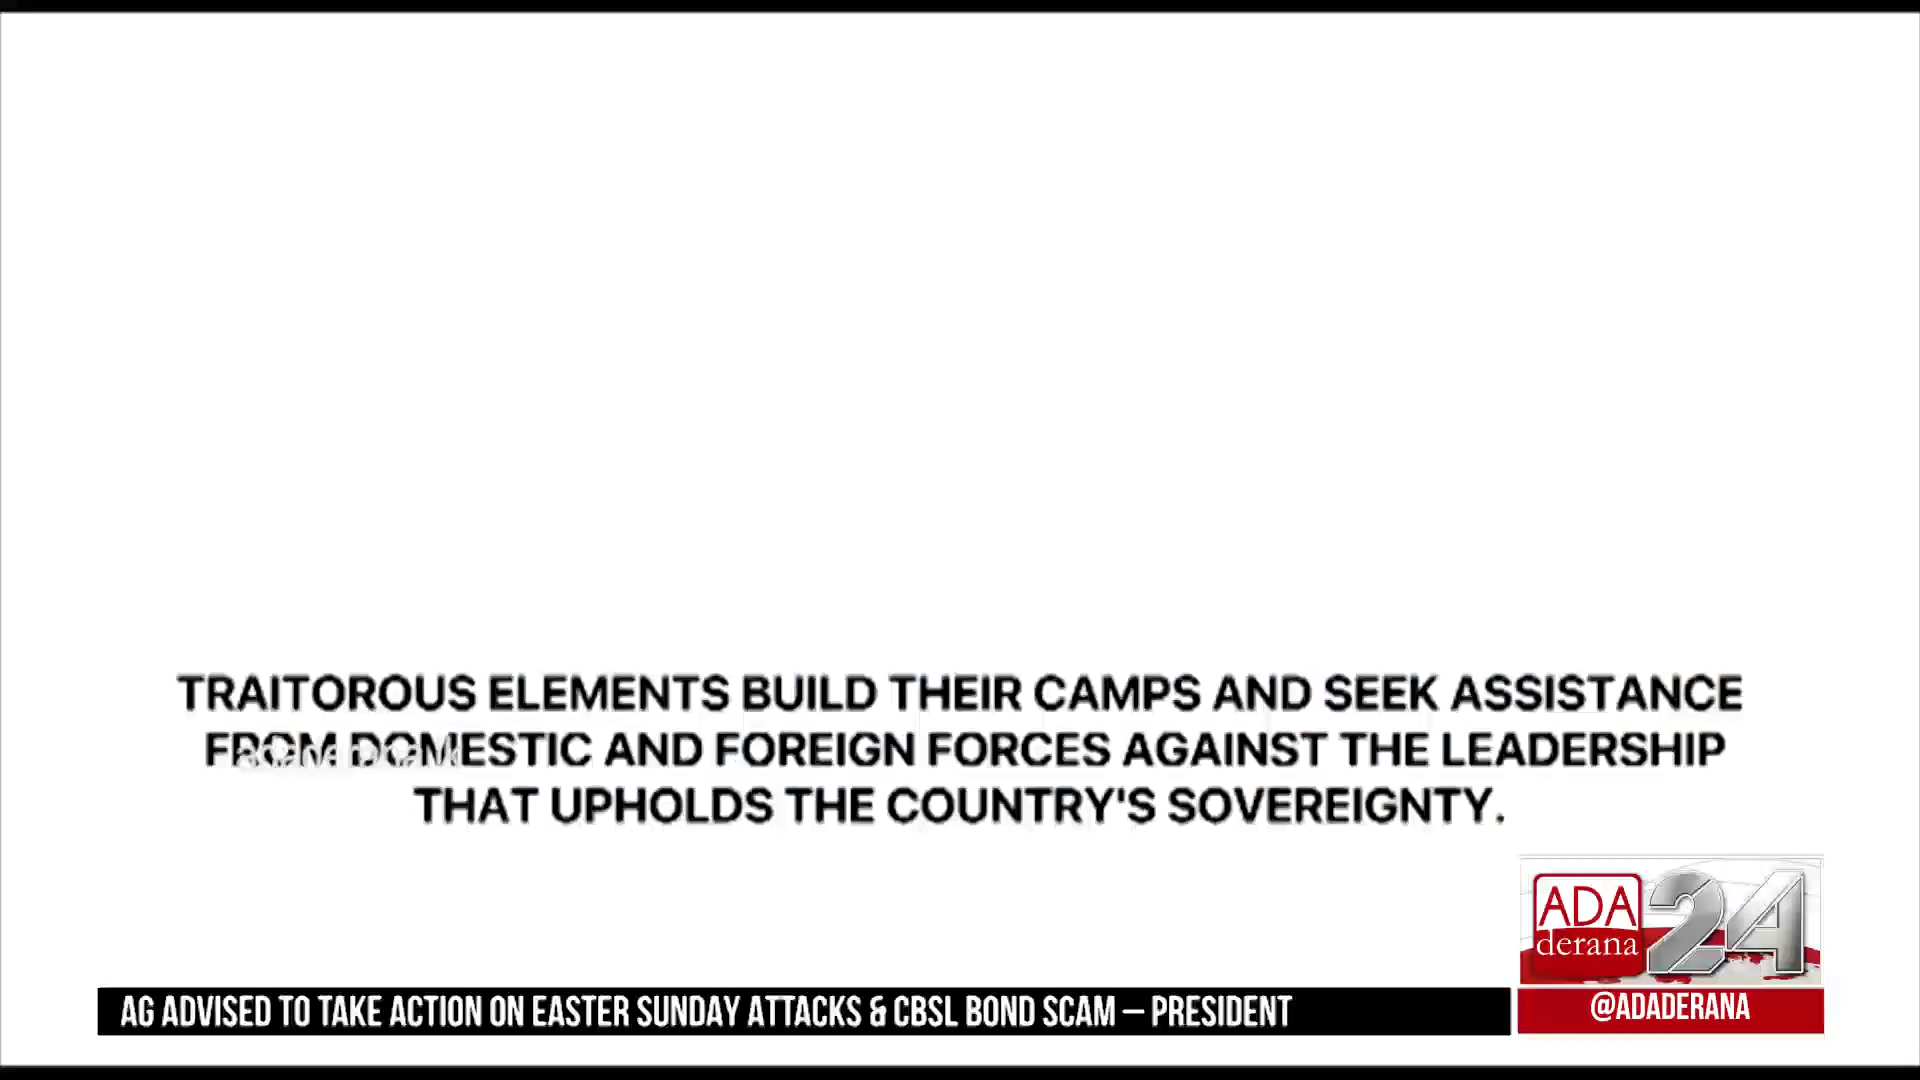 TRAITOROUS ELEMENTS BUILD THEIR CAMPS AND SEEK ASSISTANCE
FROM DOMESTIC AND FOREIGN FORCES AGAINST THE LEADERSHIP
THAT UPHOLDS THE COUNTRY'S SOVEREIGNTY.
ADA
derana
24
AG ADVISED TO TAKE ACTION ON EASTER SUNDAY ATTACKS & CBSL BOND SCAM – PRESIDENT
@ADADERANA